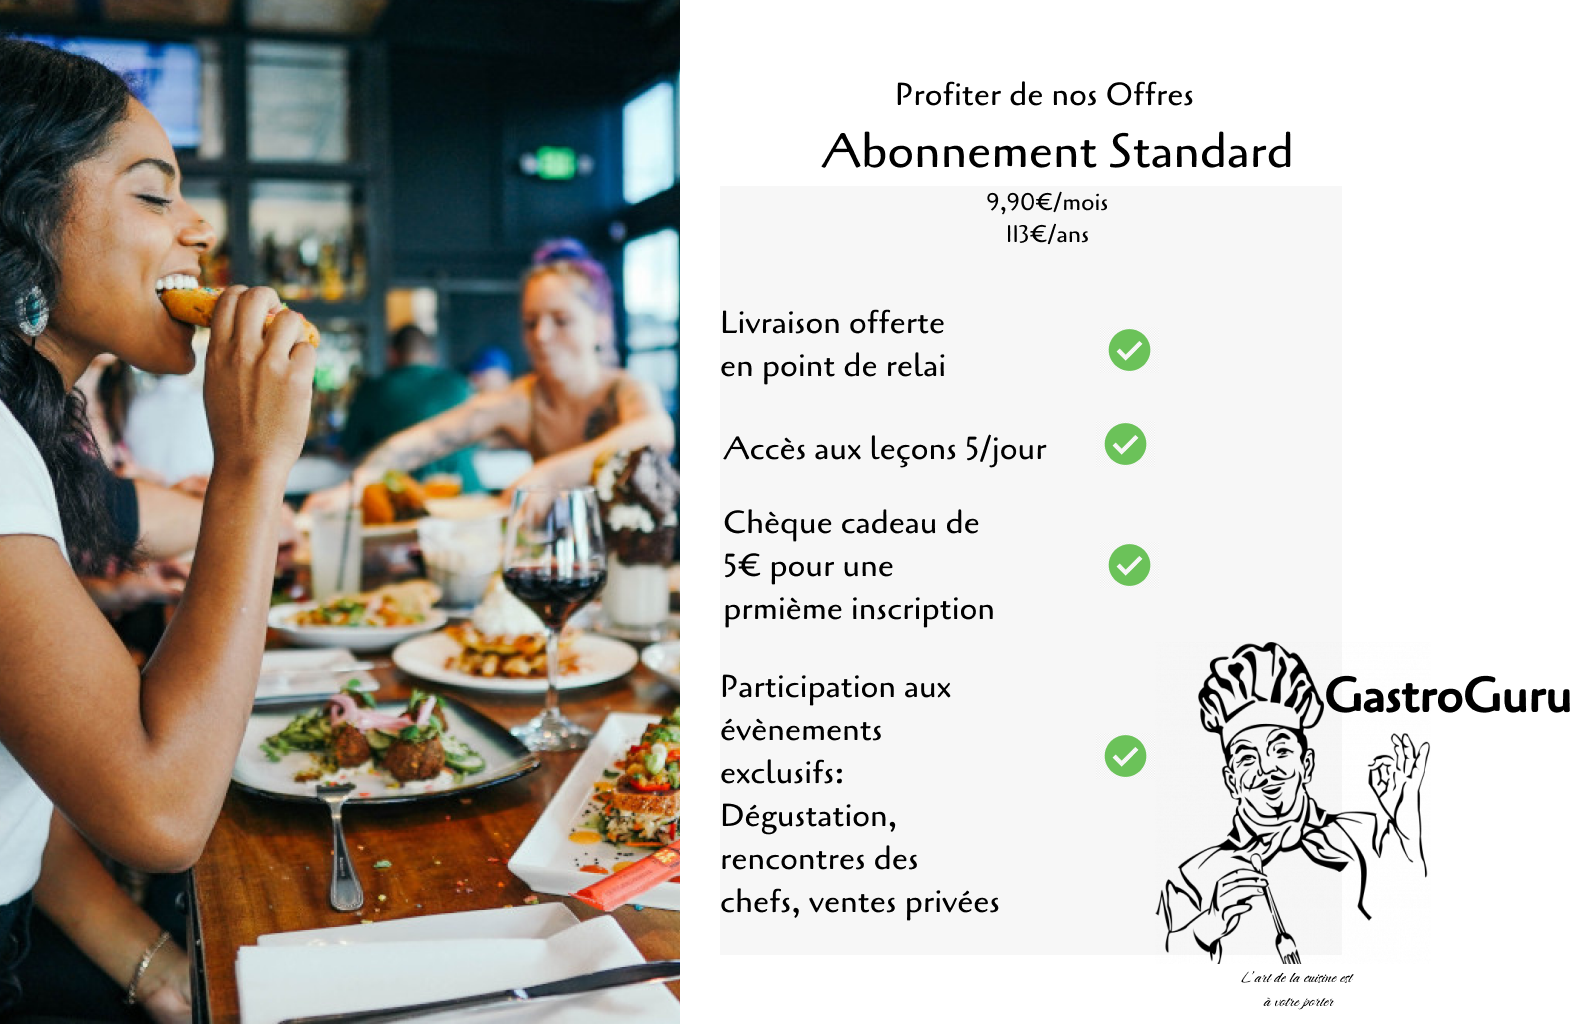 Profiter de nos Offres
Abonnement Standard
9,90€/mois
113€/ans
Livraison offerte
en point de relai
Accès aux leçons 5/jour
Chèque cadeau de
5€ pour une
prmième inscription
Participation aux
évènements
exclusifs:
Dégustation,
rencontres des
chefs, ventes privées
GastroGuru
L'art de la cuisine est
à votre porter